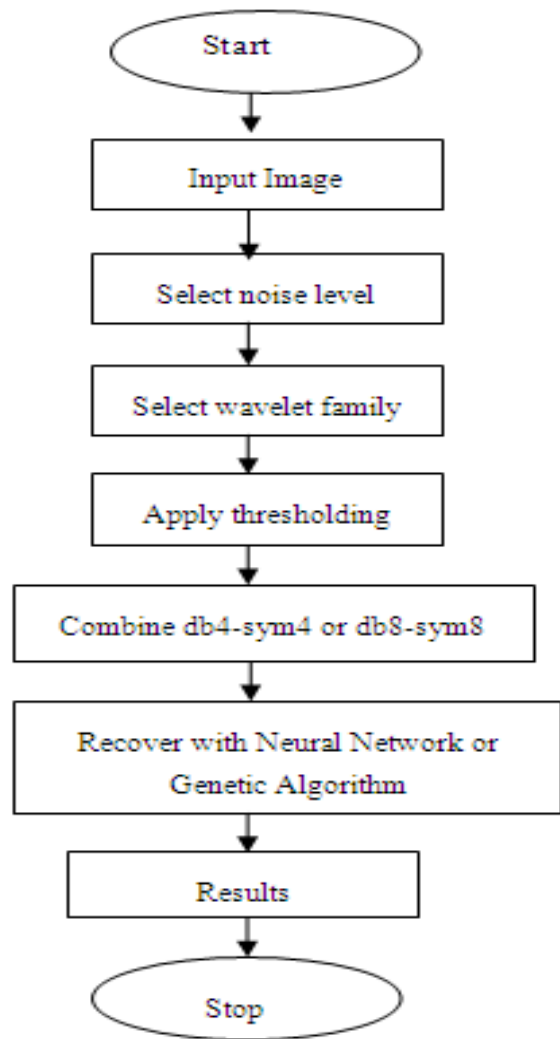 Start
Input Image
Select noise level
Select wavelet family
Apply thresholding
Combine db4-sym4 or db8-sym8
Recover with Neural Network or
Genetic Algorithm
Results
Stop